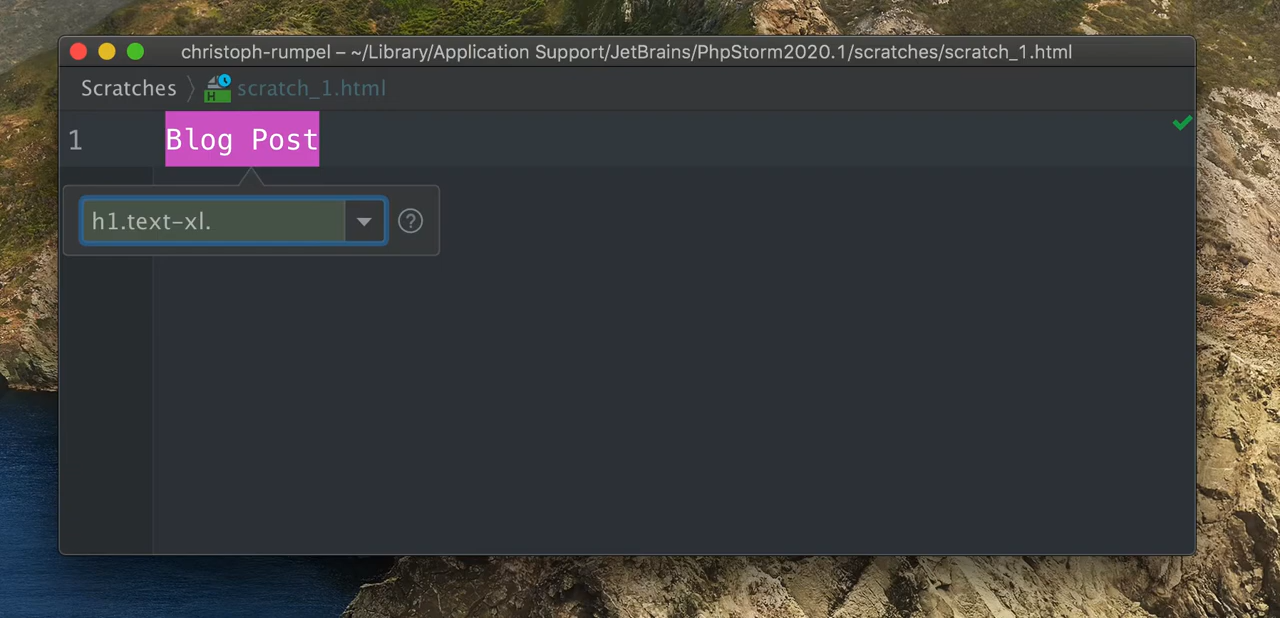 christoph-rumpel – ~/Library/Application Support/JetBrains/PhpStorm2020.1/scratches/scratch_1.html
Scratches 〉 H scratch_1.html
1 Blog Post
h1.text-xl. ?